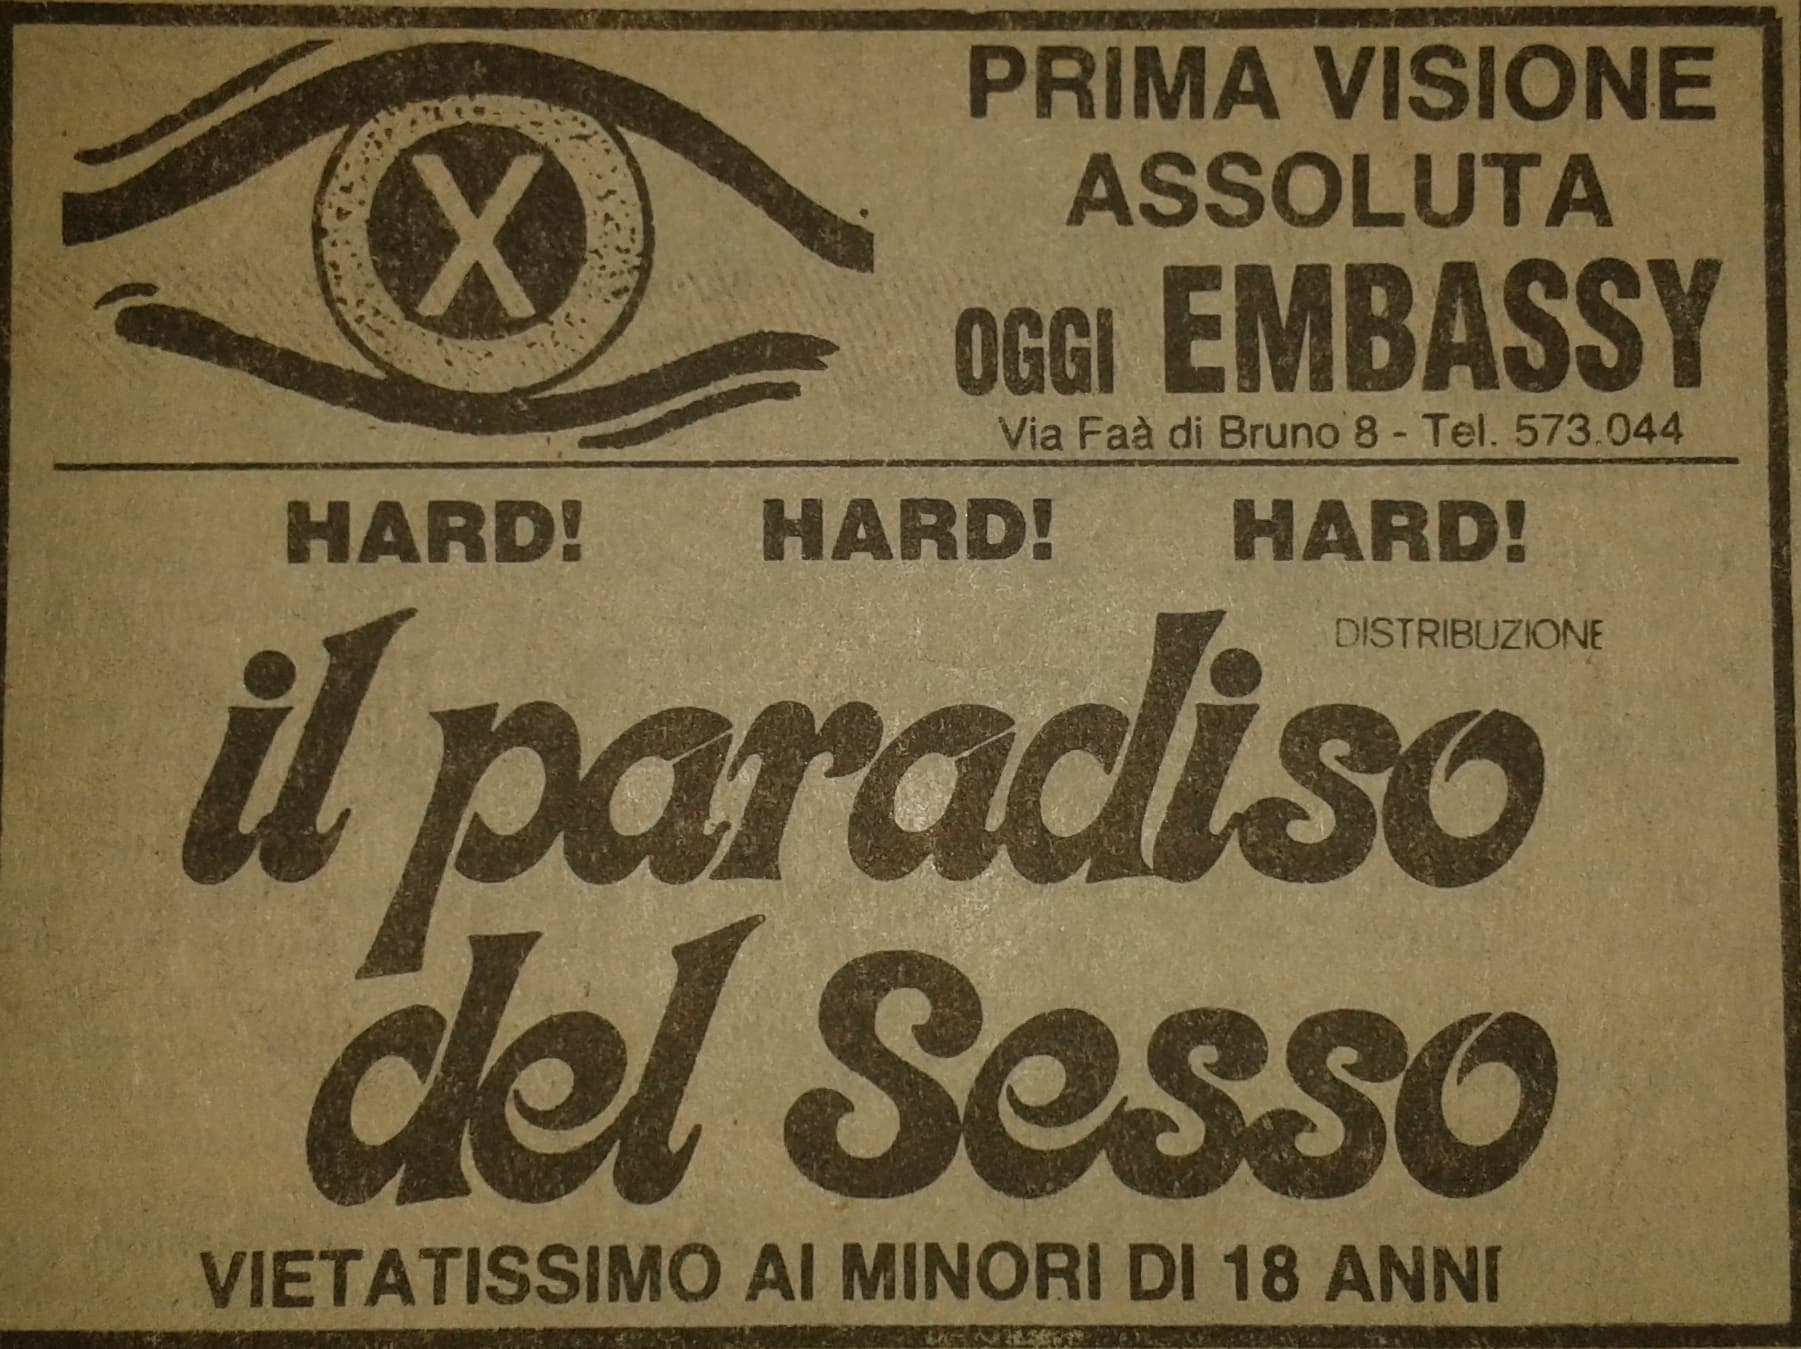 X
PRIMA VISIONE
ASSOLUTA
OGGI EMBASSY
Via Faà di Bruno 8 - Tel. 573.044
HARD! HARD! HARD!
DISTRIBUZIONE
il paradiso
del Sesso
VIETATISSIMO AI MINORI DI 18 ANNI